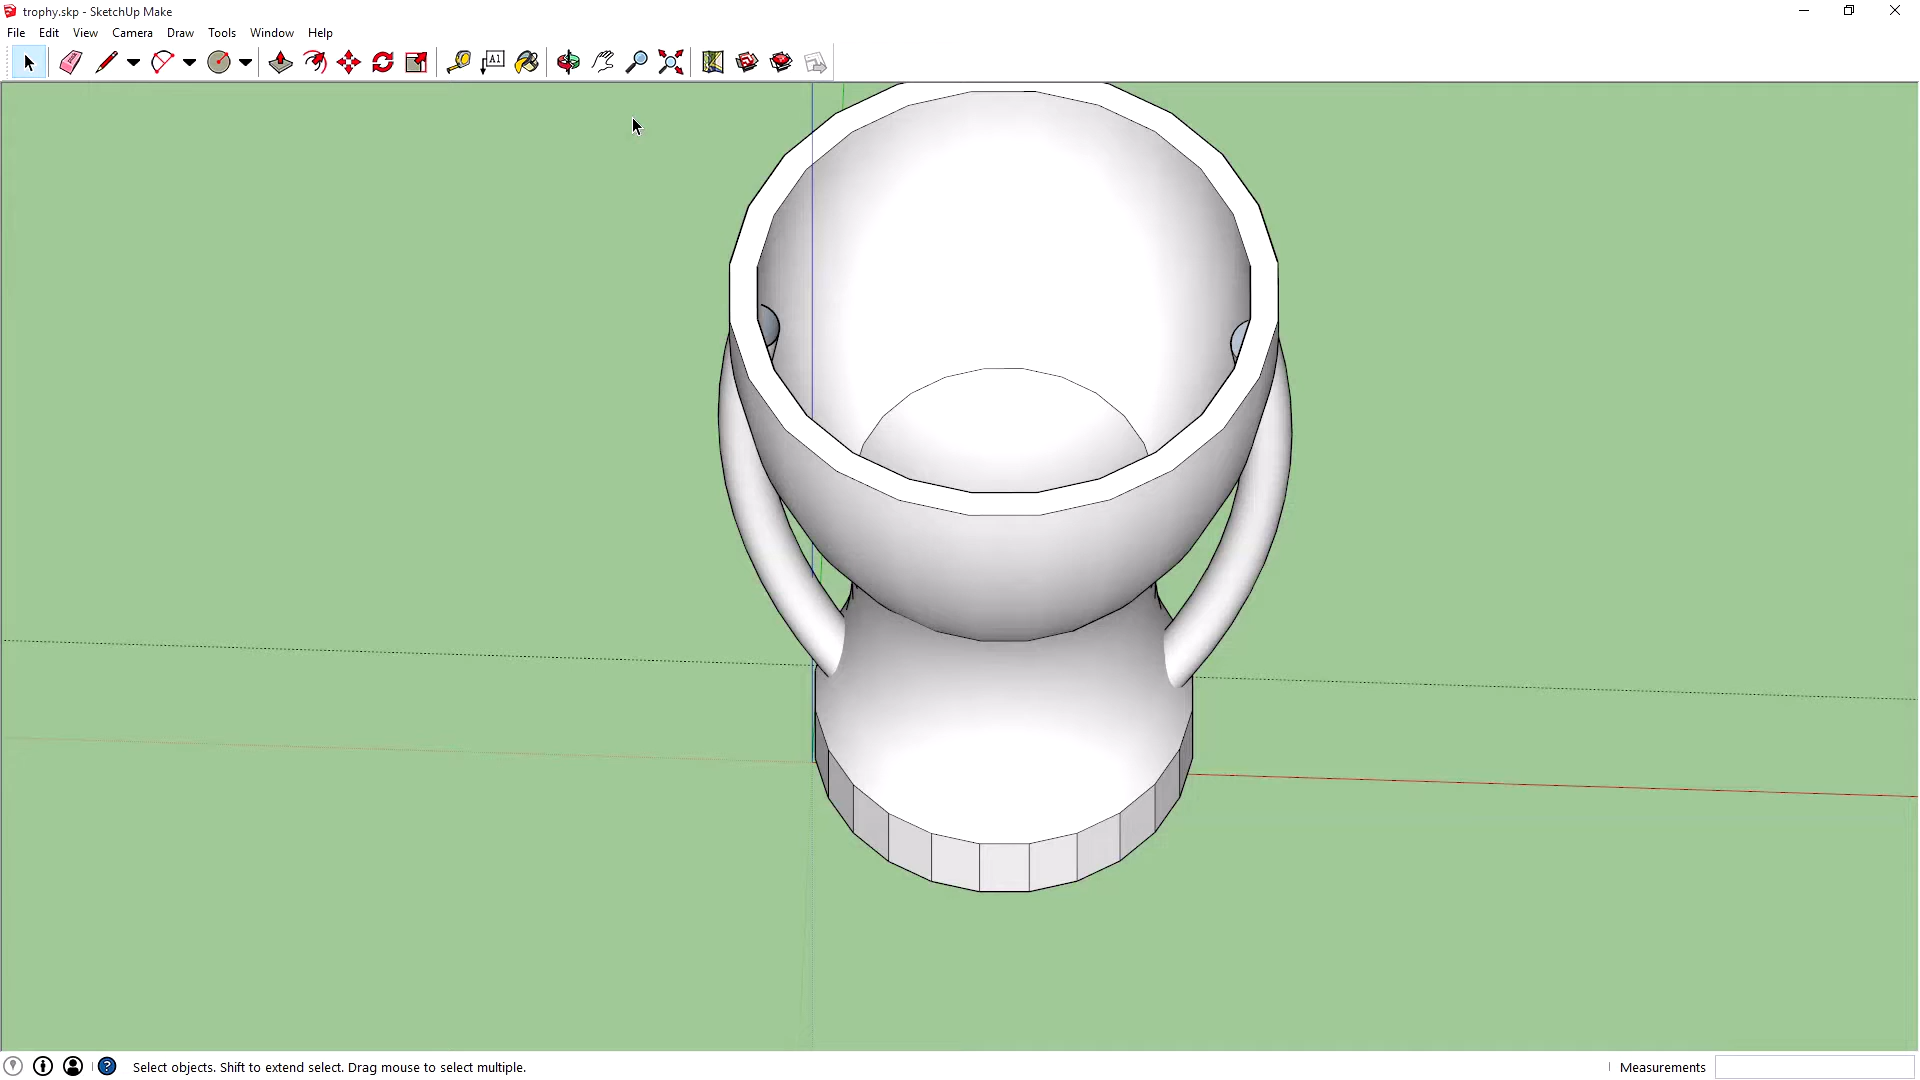 trophy.skp - SketchUp Make
File Edit View Camera Draw Tools Window Help
A1
Select objects. Shift to extend select. Drag mouse to select multiple.
Measurements